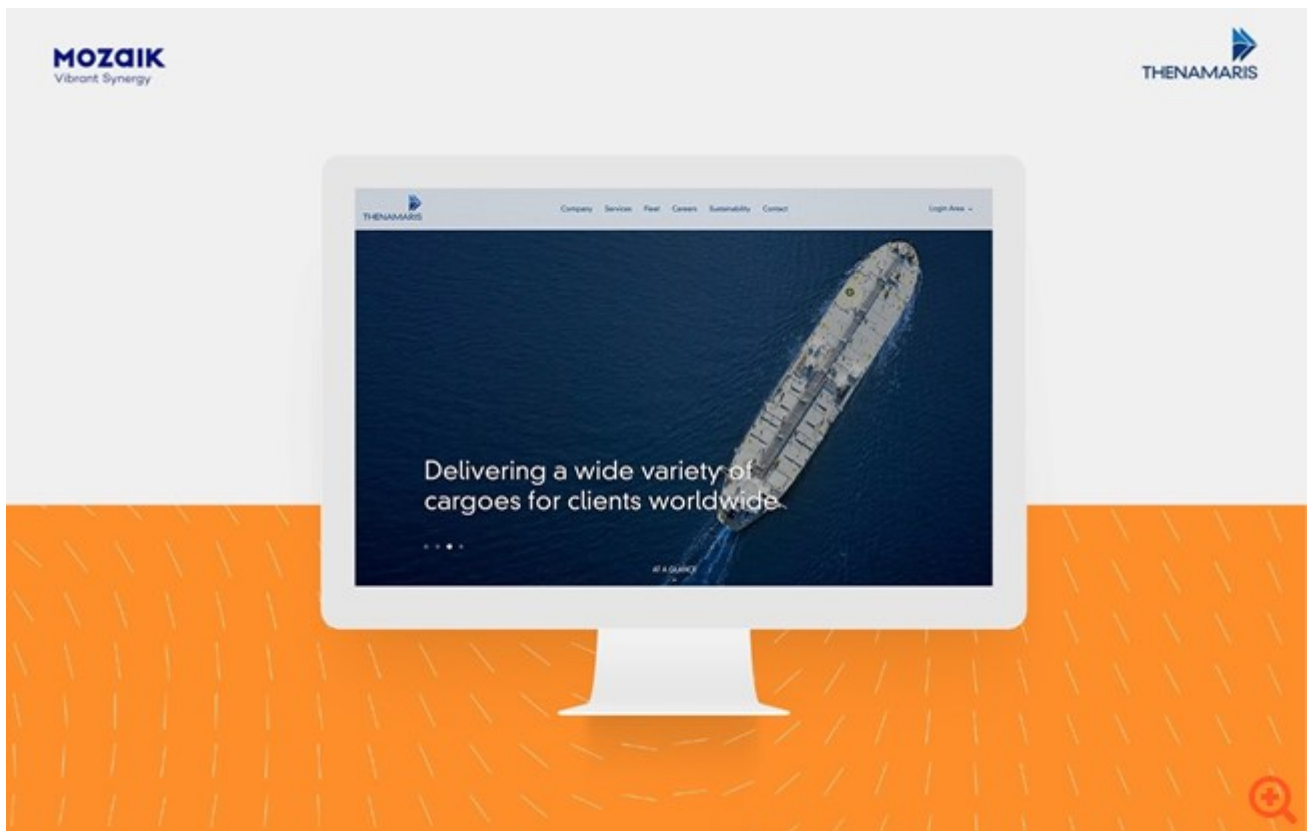 MOZAIK
Vibrant Synergy
THENAMARIS
THENAMARIS
Company Services Fleet Careers Sustainability Contact
Login Area
Delivering a wide variety of
cargoes for clients worldwide
AT A GLANCE